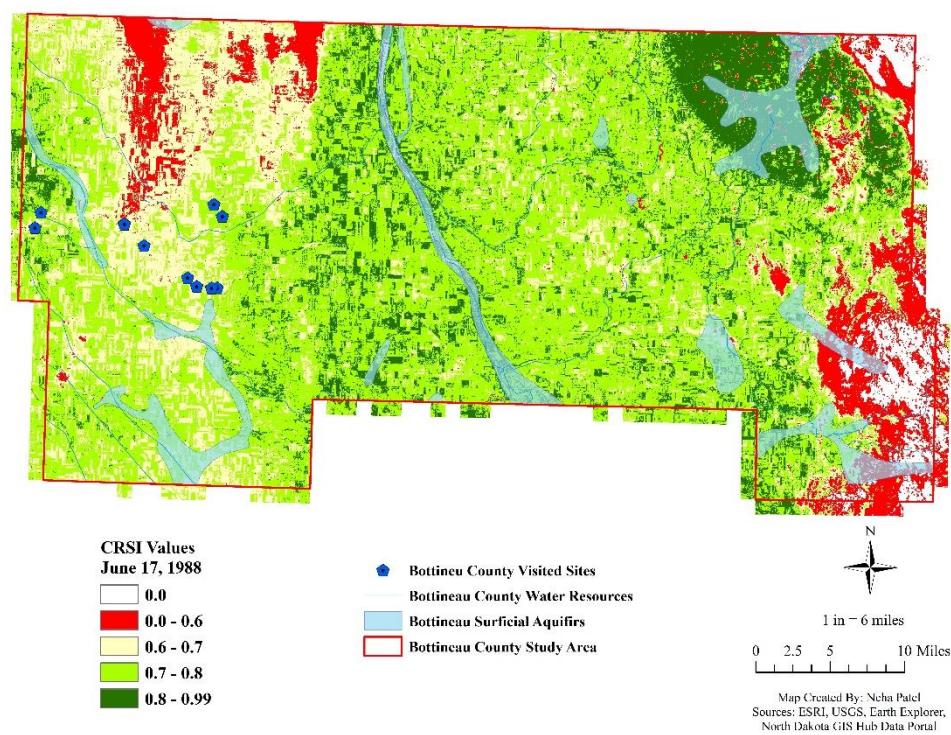 CRSI Values
June 17, 1988
0.0
0.0 - 0.6
0.6 - 0.7
0.7 - 0.8
0.8 - 0.99
Bottineu County Visited Sites
Bottineau County Water Resources
Bottineau Surficial Aquifirs
Bottineau County Study Area
N
1 in = 6 miles
0 2.5 5 10 Miles
Map Created By: Neha Patel
Sources: ESRI, USGS, Earth Explorer,
North Dakota GIS Hub Data Portal